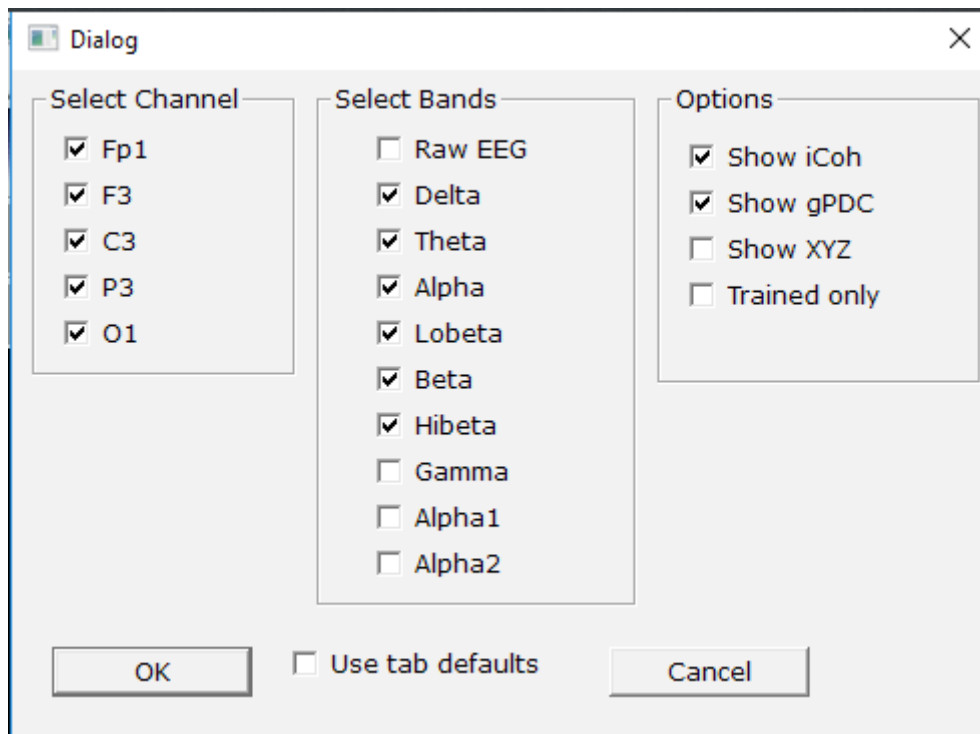 Dialog
Select Channel
Fp1
F3
C3
P3
O1
Select Bands
Raw EEG
Delta
Theta
Alpha
Lobeta
Beta
Hibeta
Gamma
Alpha1
Alpha2
Options
Show iCoh
Show gPDC
Show XYZ
Trained only
OK
Use tab defaults
Cancel